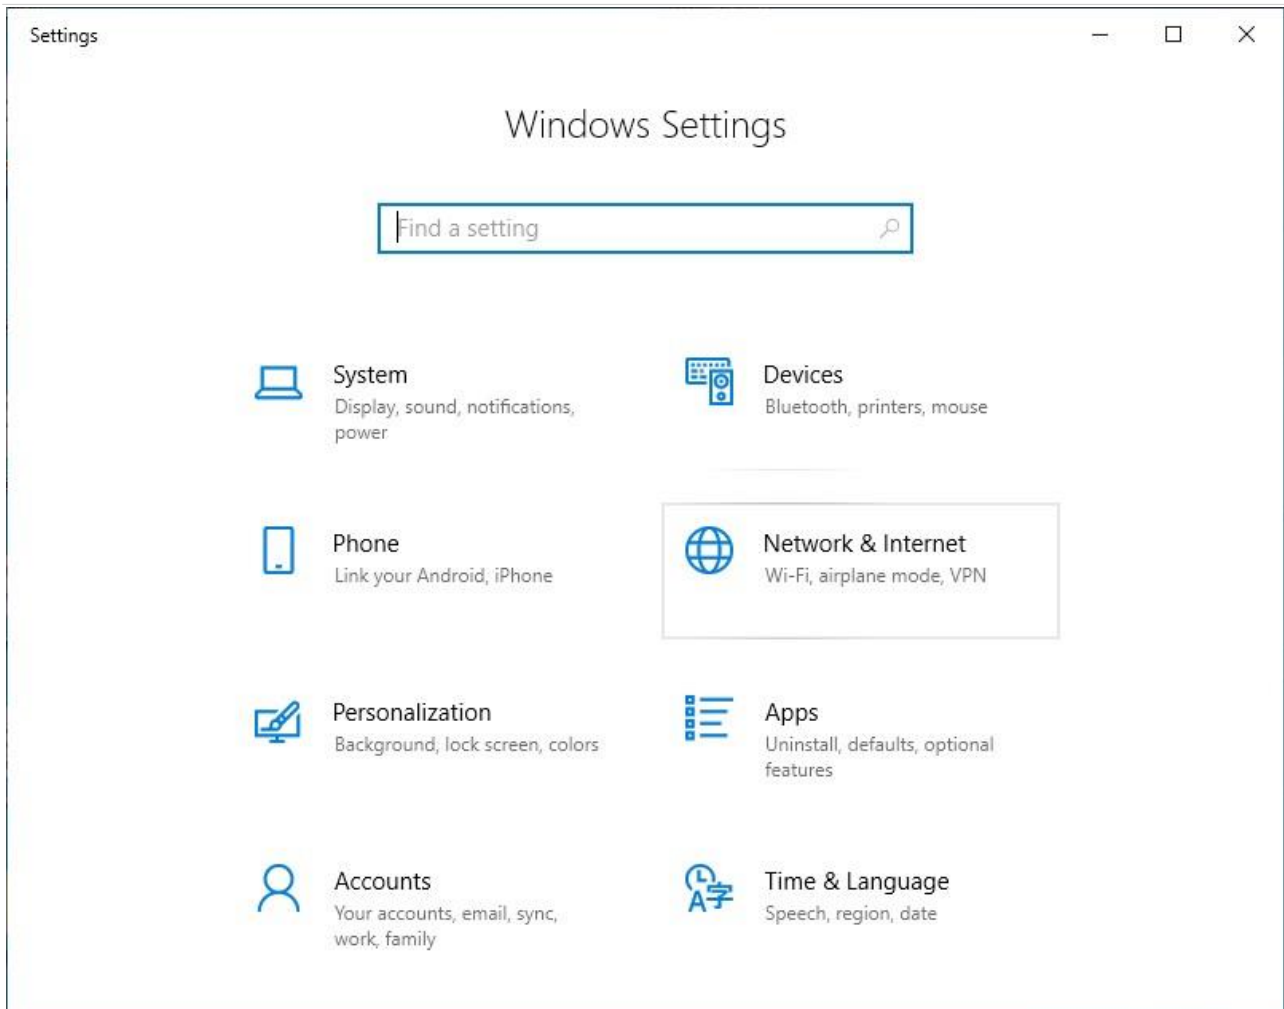 Settings
Windows Settings
Find a setting
System
Display, sound, notifications,
power
Devices
Bluetooth, printers, mouse
Phone
Link your Android, iPhone
Network & Internet
Wi-Fi, airplane mode, VPN
Personalization
Background, lock screen, colors
Apps
Uninstall, defaults, optional
features
Accounts
Your accounts, email, sync,
work, family
Time & Language
Speech, region, date